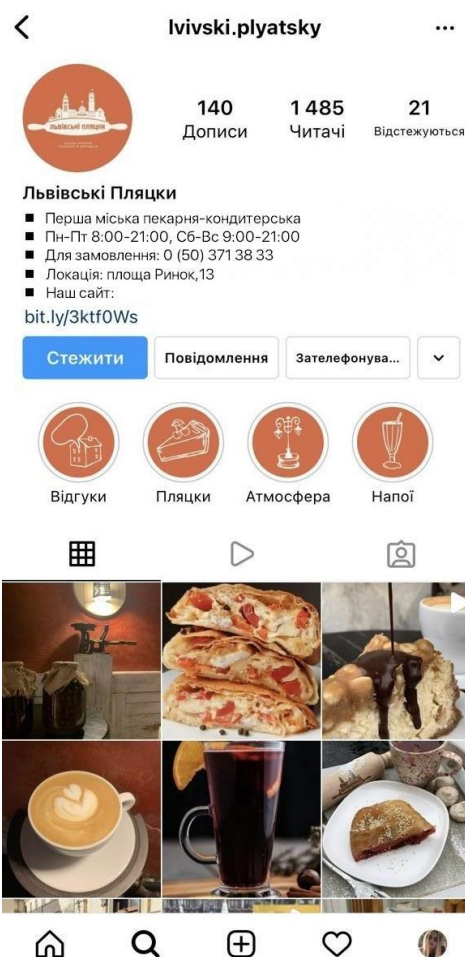 lvivski.plyatsky
140
Дописи
1 485
Читачі
21
Відстежуються
ЛЬВІВСЬКІ ПЛЯЦКИ
Львівські Пляцки
Перша міська пекарня-кондитерська
Пн-Пт 8:00-21:00, Сб-Вс 9:00-21:00
Для замовлення: 0 (50) 371 38 33
Локація: площа Ринок,13
Наш сайт:
bit.ly/3ktf0Ws
Стежити
Повідомлення
Зателефонува...
Відгуки
Пляцки
Атмосфера
Напої